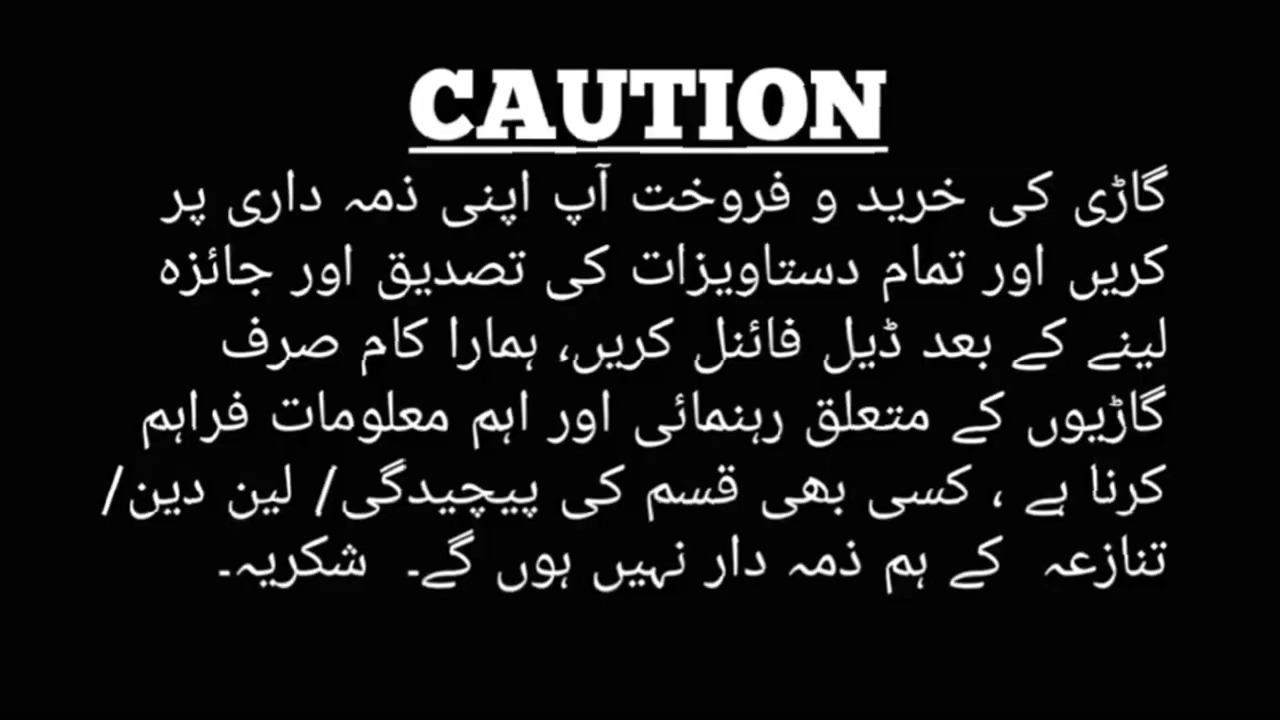 CAUTION
گاڑی کی خرید و فروخت آپ اپنی ذمہ داری پر
کریں اور تمام دستاویزات کی تصدیق اور جائزہ
لینے کے بعد ڈیل فائنل کریں، ہمارا کام صرف
گاڑیوں کے متعلق رہنمائی اور اہم معلومات فراہم
کرنا ہے ، کسی بھی قسم کی پیچیدگی/ لین دین/
تنازعہ کے ہم ذمہ دار نہیں ہوں گے۔ شکریہ۔